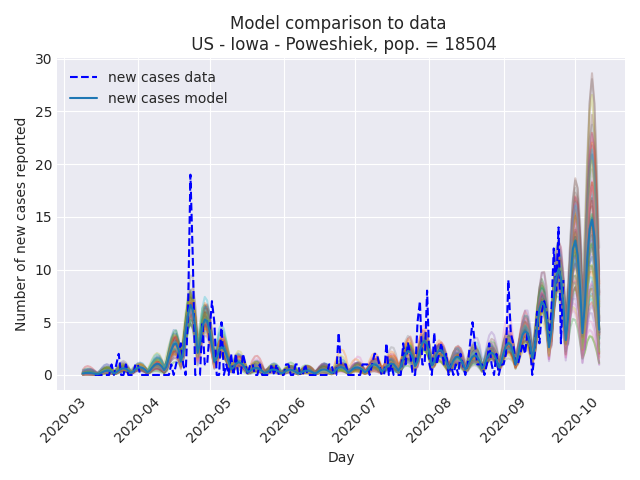 Model comparison to data
US - Iowa - Poweshiek, pop. = 18504
30
25
20
15
10
5
0
Number of new cases reported
new cases data
new cases model
2020-03
2020-04
2020-05
2020-06
2020-07
2020-08
2020-09
2020-10
Day